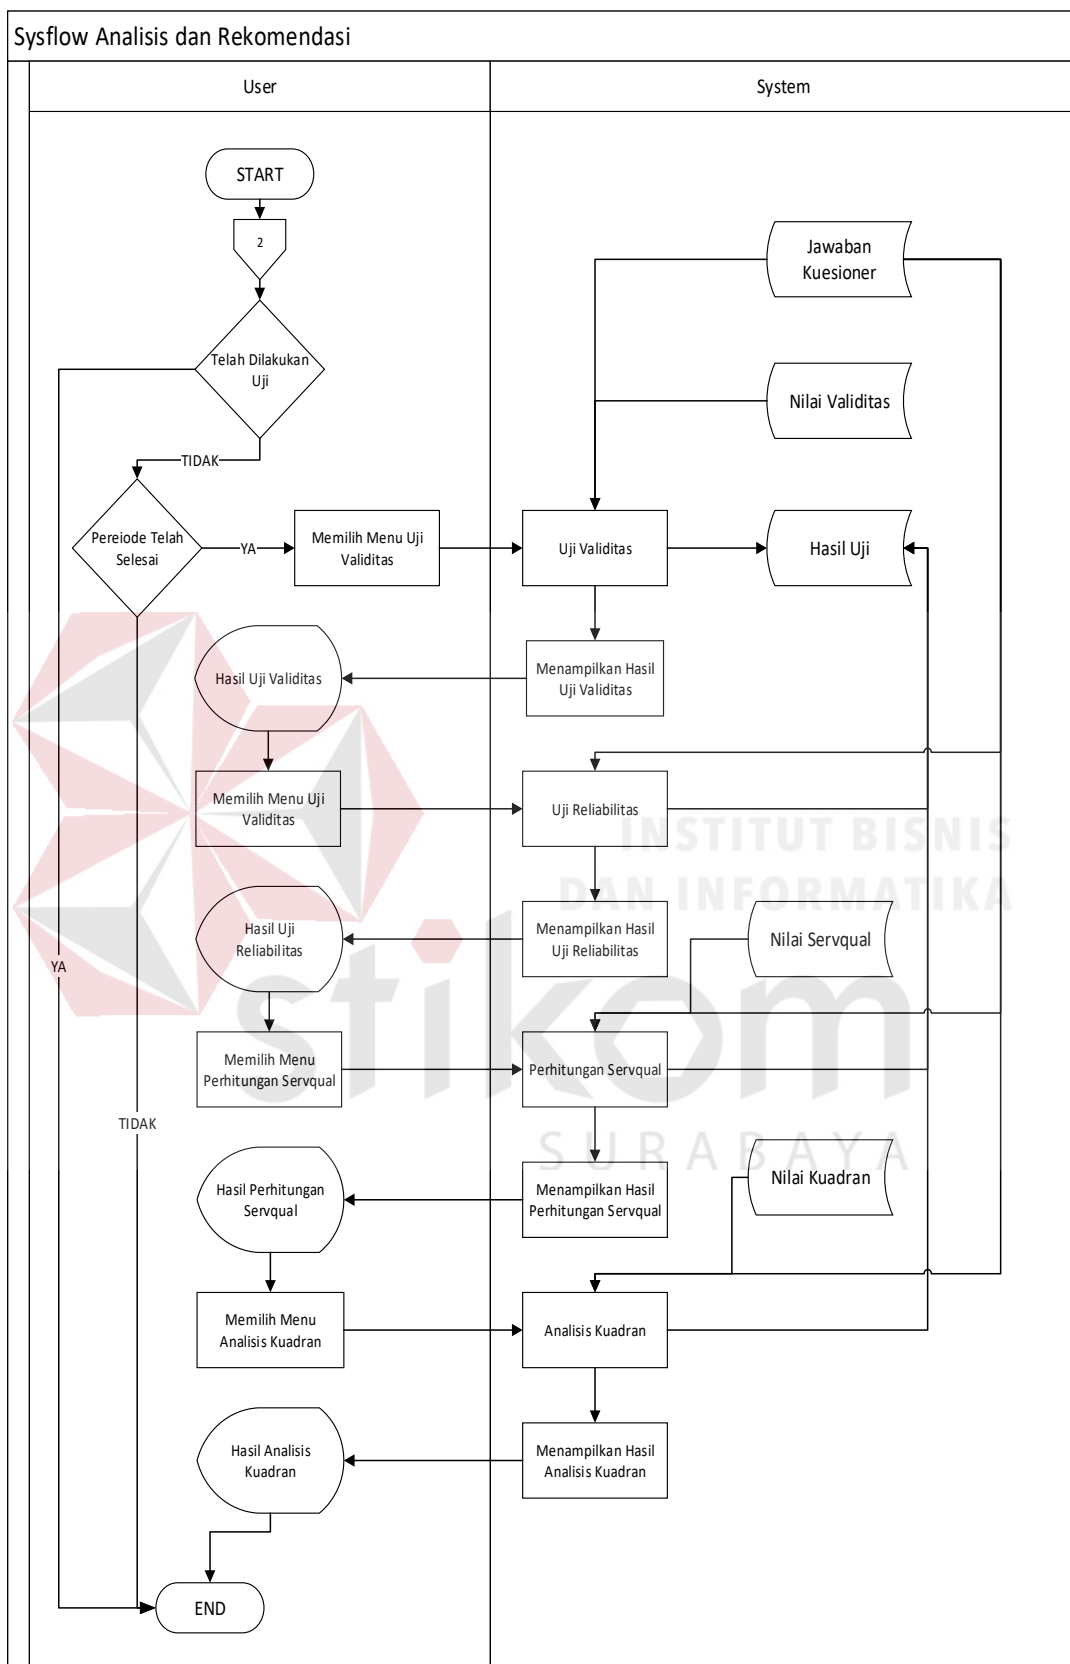 Sysflow Analisis dan Rekomendasi
User
System
START
2
Jawaban
Kuesioner
Telah Dilakukan
Uji
Nilai Validitas
TIDAK
Pereiode Telah
Selesai
YA
Memilih Menu Uji
Validitas
Uji Validitas
Hasil Uji
Hasil Uji Validitas
Menampilkan Hasil
Uji Validitas
Memilih Menu Uji
Validitas
Uji Reliabilitas
INSTITUT BISNIS
DAN INFORMATIKA
Hasil Uji
Reliabilitas
Menampilkan Hasil
Uji Reliabilitas
Nilai Servqual
YA
stikom
Memilih Menu
Perhitungan Servqual
Perhitungan Servqual
TIDAK
SURABAYA
Hasil Perhitungan
Servqual
Menampilkan Hasil
Perhitungan Servqual
Nilai Kuadran
Memilih Menu
Analisis Kuadran
Analisis Kuadran
Hasil Analisis
Kuadran
Menampilkan Hasil
Analisis Kuadran
END